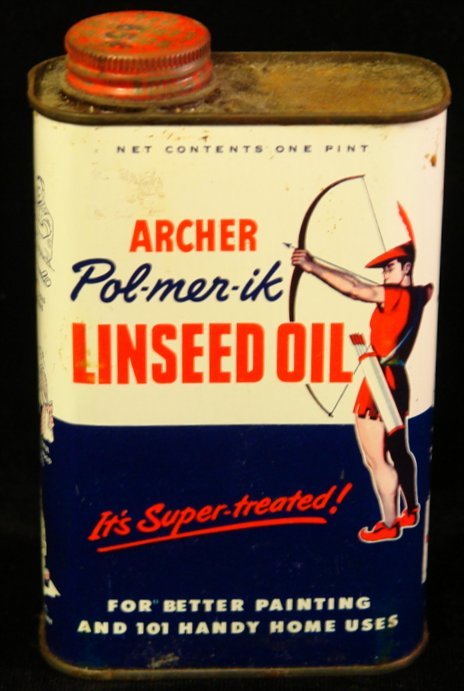 NET CONTENTS ONE PINT
ARCHER
Pol-mer-ik
LINSEED OIL
It's Super-treated!
FOR BETTER PAINTING
AND 101 HANDY HOME USES